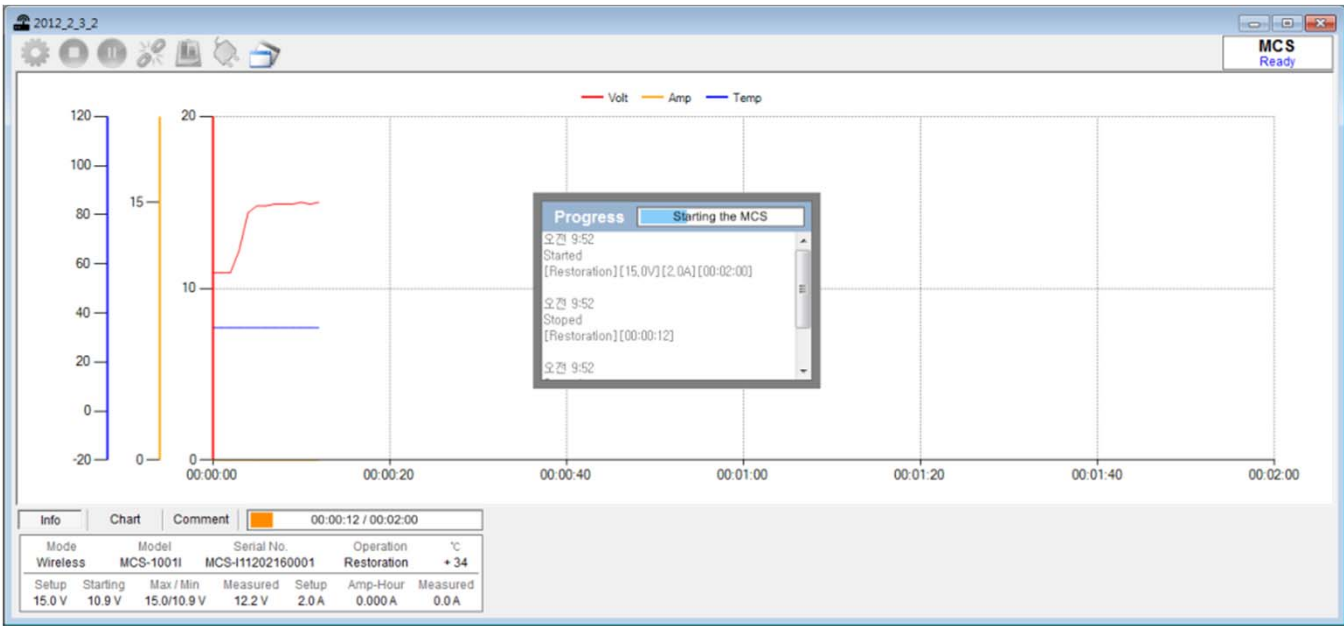 2012_2_3_2
MCS
Ready
Volt Amp Temp
120 20
100
80 15
60
10
40
20
0
-20 0 0
00:00:00 00:00:20 00:00:40 00:01:00 00:01:20 00:01:40 00:02:00
Progress Starting the MCS
오전 9:52
Started
[Restoration][15,0V][2,0A][00:02:00]
오전 9:52
Stoped
[Restoration][00:00:12]
오전 9:52
Info Chart Comment 00:00:12 / 00:02:00
Mode Model Serial No. Operation ℃
Wireless MCS-1001I MCS-I11202160001 Restoration + 34
Setup Starting Max / Min Measured Setup Amp-Hour Measured
15.0 V 10.9 V 15.0/10.9 V 12.2 V 2.0 A 0.000 A 0.0 A